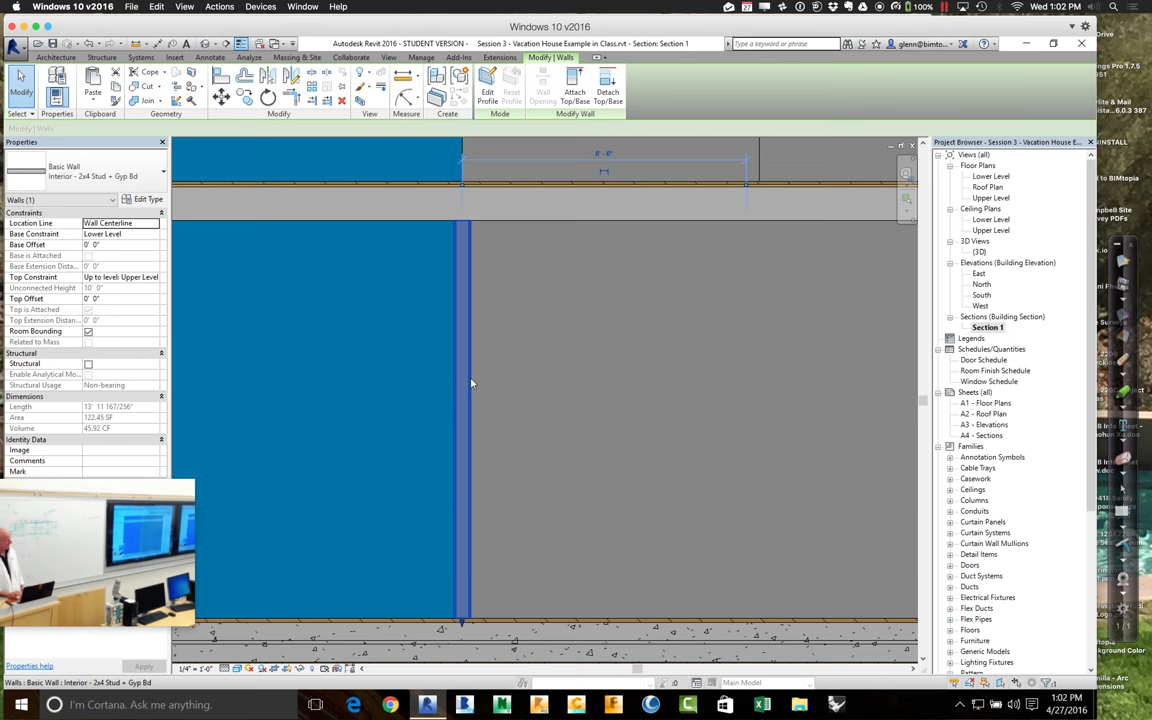 Windows 10 v2016 File Edit View Actions Devices Window Help
100% Wed 1:02 PM
Windows 10 v2016
Autodesk Revit 2016 - STUDENT VERSION - Session 3 - Vacation House Example in Class.rvt - Section: Section 1
Type a keyword or phrase
glenn@bimto...
Architecture Structure Systems Insert Annotate Analyze Massing & Site Collaborate View Manage Add-Ins Extensions Modify | Walls
Modify
Paste
Cope
Cut
Join
Edit Profile
Reset Profile
Wall Opening
Attach Top/Base
Detach Top/Base
Select Properties Clipboard Geometry Modify View Measure Create Mode Modify Wall
Modify | Walls
Properties
Basic Wall
Interior - 2x4 Stud + Gyp Bd
Walls (1)
Edit Type
Constraints
Location Line Wall Centerline
Base Constraint Lower Level
Base Offset 0' 0"
Base is Attached
Base Extension Dista...
0' 0"
Top Constraint Up to level: Upper Level
Unconnected Height 10' 0"
Top Offset 0' 0"
Top is Attached
Top Extension Distan...
0' 0"
Room Bounding
Related to Mass
Structural
Structural
Enable Analytical Mo...
Structural Usage Non-bearing
Dimensions
Length 13' 11 167/256"
Area 122.45 SF
Volume 45.92 CF
Identity Data
Image
Comments
Mark
Properties help
Apply
6' - 6"
Project Browser - Session 3 - Vacation House E...
Views (all)
Floor Plans
Lower Level
Roof Plan
Upper Level
Ceiling Plans
Lower Level
Upper Level
3D Views
{3D}
Elevations (Building Elevation)
East
North
South
West
Sections (Building Section)
Section 1
Legends
Schedules/Quantities
Door Schedule
Room Finish Schedule
Window Schedule
Sheets (all)
A1 - Floor Plans
A2 - Roof Plan
A3 - Elevations
A4 - Sections
Families
Annotation Symbols
Cable Trays
Casework
Ceilings
Columns
Conduits
Curtain Panels
Curtain Wall Mullions
Detail Items
Doors
Duct Systems
Ducts
Electrical Fixtures
Flex Ducts
Flex Pipes
Floors
Furniture
Generic Models
Lighting Fixtures
1/1
1/4" = 1'-0"
Walls : Basic Wall : Interior - 2x4 Stud + Gyp Bd
:0
Main Model
:1
I'm Cortana. Ask me anything.
1:02 PM
4/27/2016